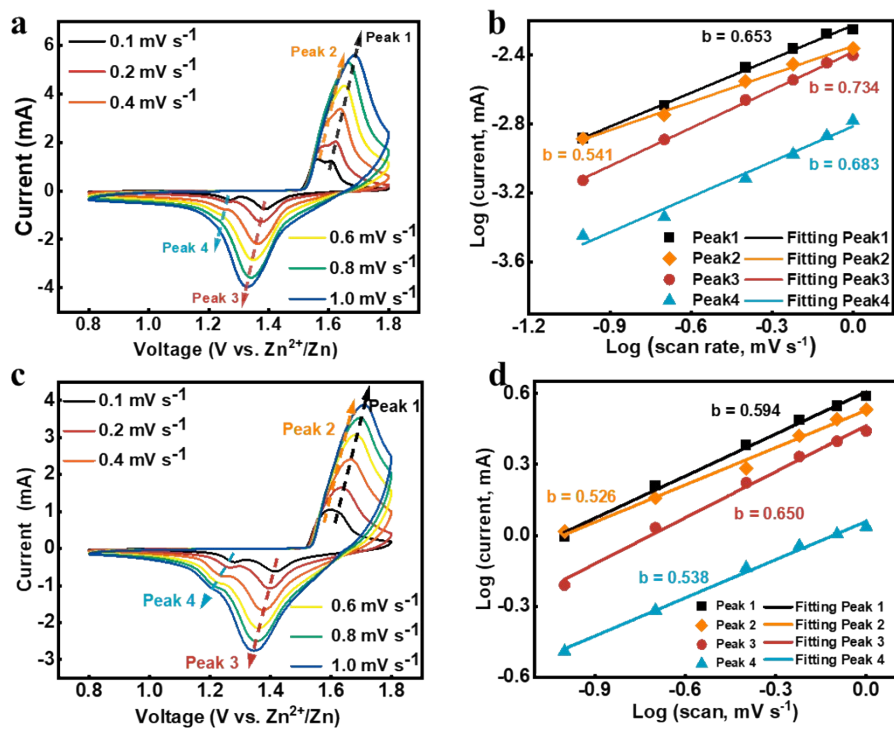 a
0.1 mV s⁻¹
0.2 mV s⁻¹
0.4 mV s⁻¹
Peak 2
Peak 1
Peak 4
Peak 3
0.6 mV s⁻¹
0.8 mV s⁻¹
1.0 mV s⁻¹
6
4
2
0
2
4
Current (mA)
0.8 1.0 1.2 1.4 1.6 1.8
Voltage (V vs. Zn²⁺/Zn)
b
b = 0.653
b = 0.734
b = 0.541
b = 0.683
Peak1 Fitting Peak1
Peak2 Fitting Peak2
Peak3 Fitting Peak3
Peak4 Fitting Peak4
-2.4
-2.8
-3.2
-3.6
Log (current, mA)
-1.2 -0.9 -0.6 -0.3 0.0
Log (scan rate, mV s⁻¹)
c
0.1 mV s⁻¹
0.2 mV s⁻¹
0.4 mV s⁻¹
Peak 2
Peak 1
Peak 4
Peak 3
0.6 mV s⁻¹
0.8 mV s⁻¹
1.0 mV s⁻¹
4
3
2
1
0
-1
-2
-3
Current (mA)
0.8 1.0 1.2 1.4 1.6 1.8
Voltage (V vs. Zn²⁺/Zn)
d
b = 0.594
b = 0.526
b = 0.650
b = 0.538
Peak 1 Fitting Peak 1
Peak 2 Fitting Peak 2
Peak 3 Fitting Peak 3
Peak 4 Fitting Peak 4
0.6
0.3
0.0
-0.3
-0.6
Log (current, mA)
-0.9 -0.6 -0.3 0.0
Log (scan, mV s⁻¹)